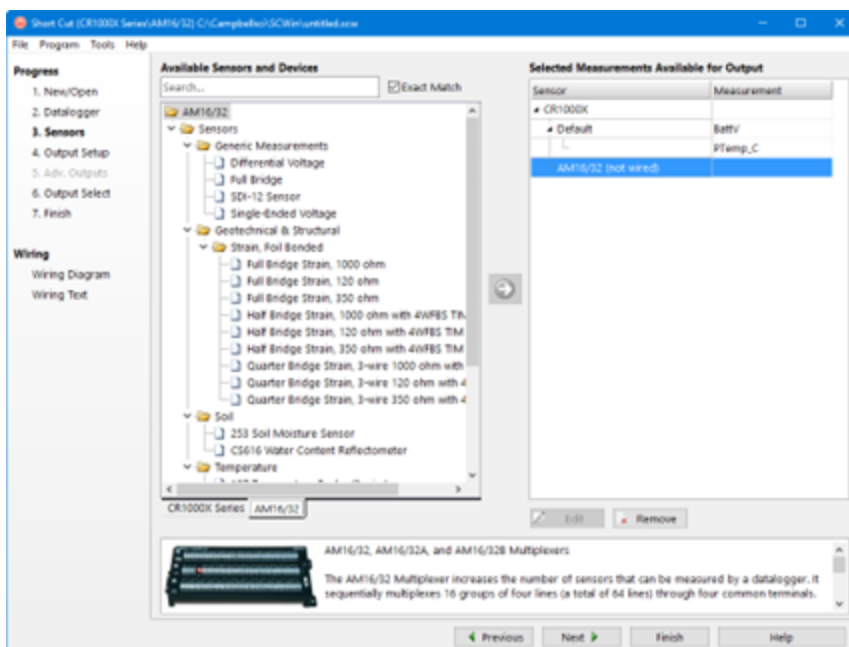 Short Cut (CR1000X Series\AM16/32) C:\Campbellsci\SCWin\untitled.scw
File Program Tools Help
Progress
1. New/Open
2. Datalogger
3. Sensors
4. Output Setup
5. Adv. Outputs
6. Output Select
7. Finish
Wiring
Wiring Diagram
Wiring Text
Available Sensors and Devices
Search...
Exact Match
AM16/32
Sensors
Generic Measurements
Differential Voltage
Full Bridge
SDI-12 Sensor
Single-Ended Voltage
Geotechnical & Structural
Strain, Foil Bonded
Full Bridge Strain, 1000 ohm
Full Bridge Strain, 120 ohm
Full Bridge Strain, 350 ohm
Half Bridge Strain, 1000 ohm with 4WFBS TIM
Half Bridge Strain, 120 ohm with 4WFBS TIM
Half Bridge Strain, 350 ohm with 4WFBS TIM
Quarter Bridge Strain, 3-wire 1000 ohm with
Quarter Bridge Strain, 3-wire 120 ohm with 4
Quarter Bridge Strain, 3-wire 350 ohm with 4
Soil
253 Soil Moisture Sensor
CS616 Water Content Reflectometer
Temperature
CR1000X Series AM16/32
Selected Measurements Available for Output
Sensor Measurement
CR1000X
Default BattV
PTemp_C
AM16/32 (not wired)
Edit Remove
AM16/32, AM16/32A, and AM16/32B Multiplexers
The AM16/32 Multiplexer increases the number of sensors that can be measured by a datalogger. It
sequentially multiplexes 16 groups of four lines (a total of 64 lines) through four common terminals.
Previous Next Finish Help